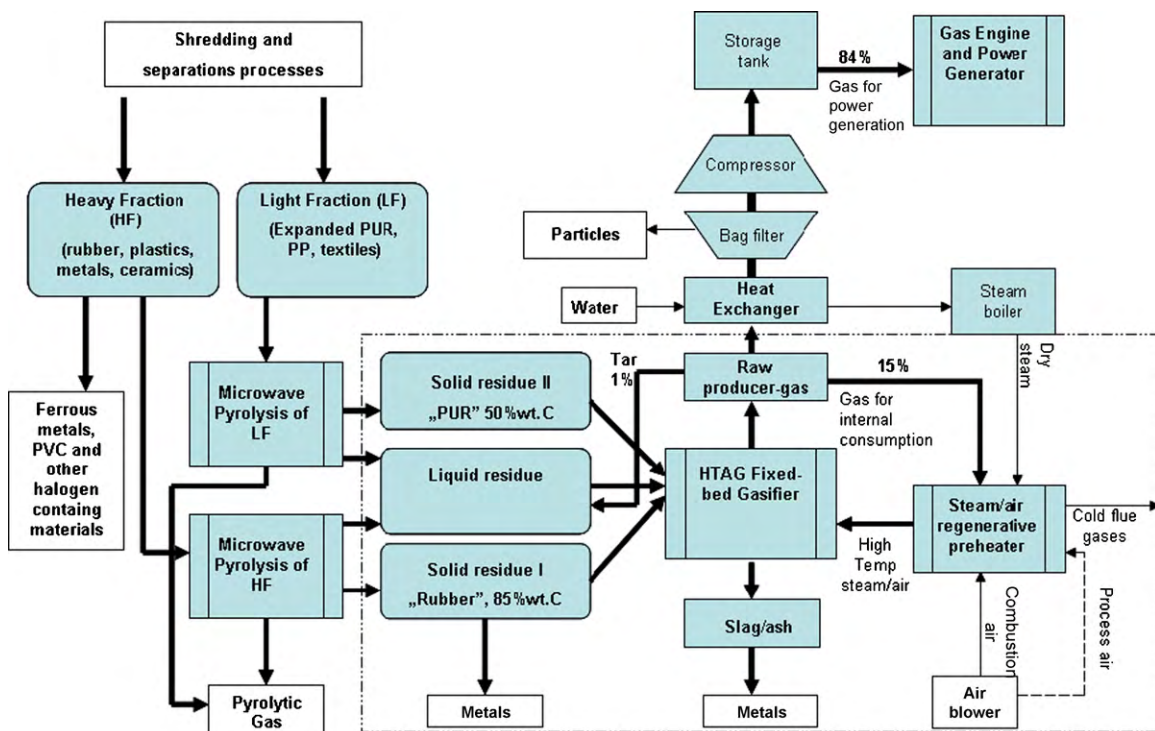 Shredding and
separations processes
Heavy Fraction
(HF)
(rubber, plastics,
metals, ceramics)
Light Fraction (LF)
(Expanded PUR,
PP, textiles)
Ferrous
metals,
PVC and
other
halogen
containg
materials
Microwave
Pyrolysis of
LF
Microwave
Pyrolysis of
HF
Pyrolytic
Gas
Solid residue II
„PUR” 50%wt.C
Liquid residue
Solid residue I
„Rubber”, 85%wt.C
Metals
Storage
tank
84%
Gas for
power
generation
Gas Engine
and Power
Generator
Compressor
Bag filter
Particles
Water
Heat
Exchanger
Steam
boiler
Dry
steam
Tar
1%
Raw
producer-gas
15%
Gas for
internal
consumption
HTAG Fixed-
bed Gasifier
High
Temp
steam/air
Steam/air
regenerative
preheater
Cold flue
gases
Slag/ash
Metals
Combustion
air
Process air
Air
blower